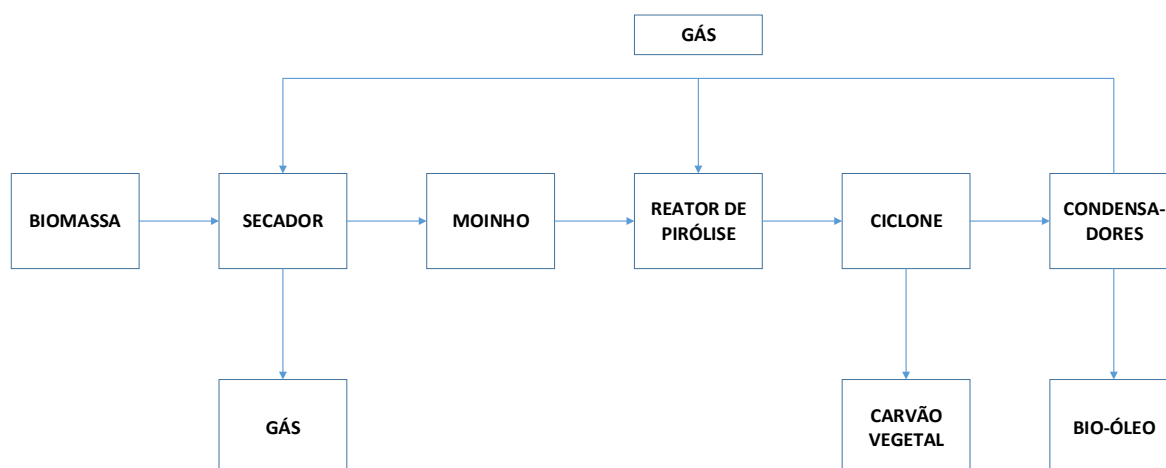 GÁS
BIOMASSA
SECADOR
MOINHO
REATOR DE
PIRÓLISE
CICLONE
CONDENSA-
DORES
GÁS
CARVÃO
VEGETAL
BIO-ÓLEO